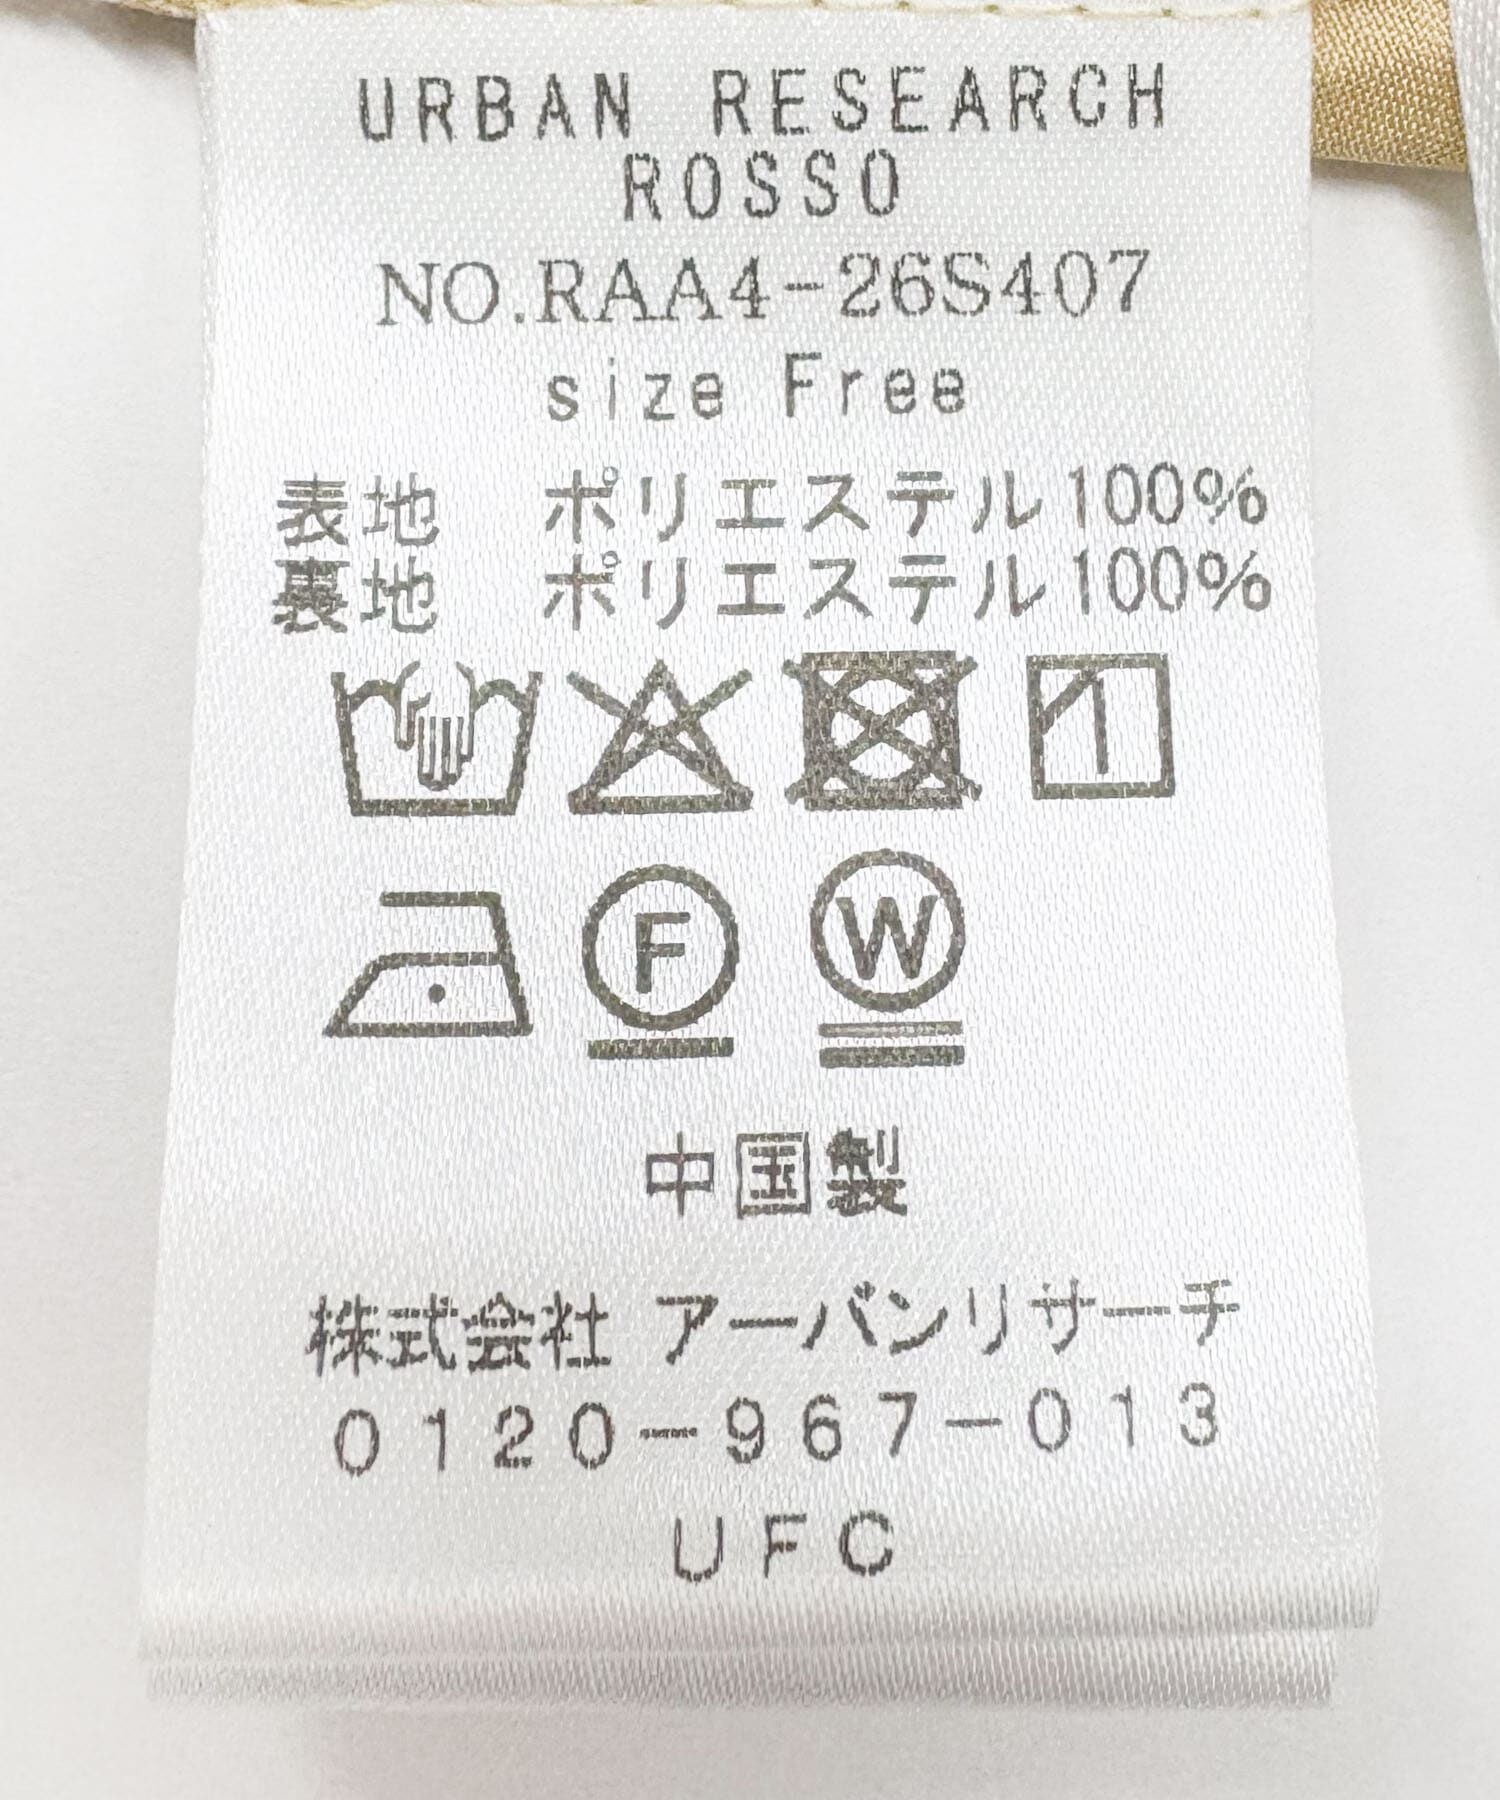 URBAN RESEARCH
ROSSO
NO.RAA4-26S407
size Free
表地 ポリエステル100%
裏地 ポリエステル100%
F W
中国製
株式会社 アーバンリサーチ
0120-967-013
UFC